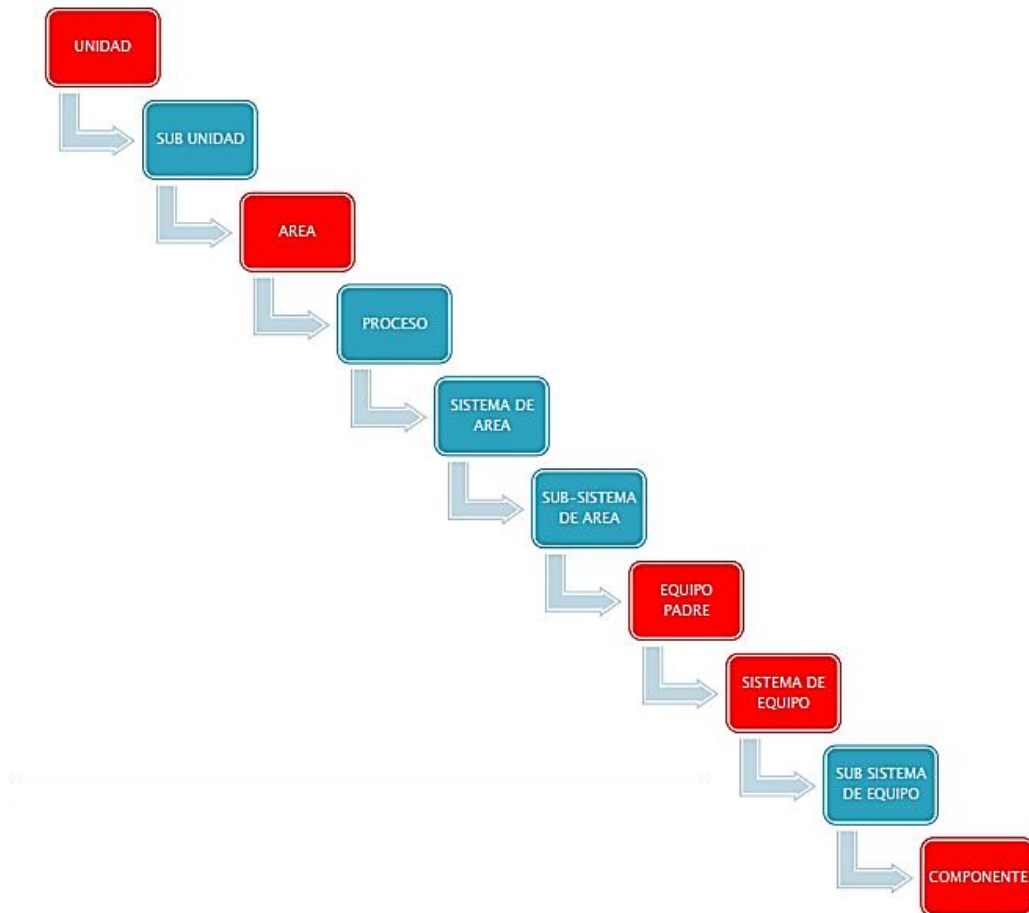 UNIDAD
SUB UNIDAD
AREA
PROCESO
SISTEMA DE
AREA
SUB-SISTEMA
DE AREA
EQUIPO
PADRE
SISTEMA DE
EQUIPO
SUB SISTEMA
DE EQUIPO
COMPONENTE